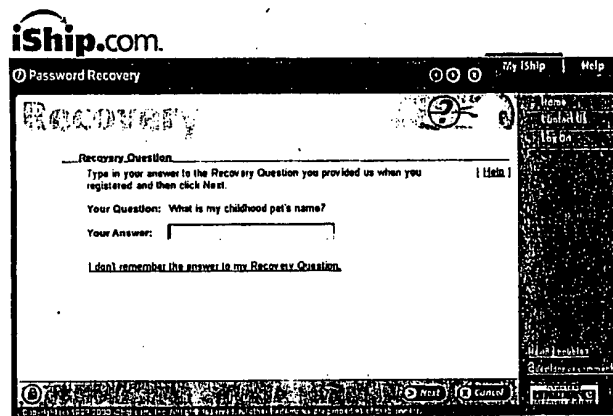 iShip.com.
My iShip | Help
Password Recovery
Recovery
Home
Contact Us
Log On
Recovery Question
Type in your answer to the Recovery Question you provided us when you
registered and then click Next.
[ Help ]
Your Question: What is my childhood pet's name?
Your Answer:
I don't remember the answer to my Recovery Question.
Next
Cancel